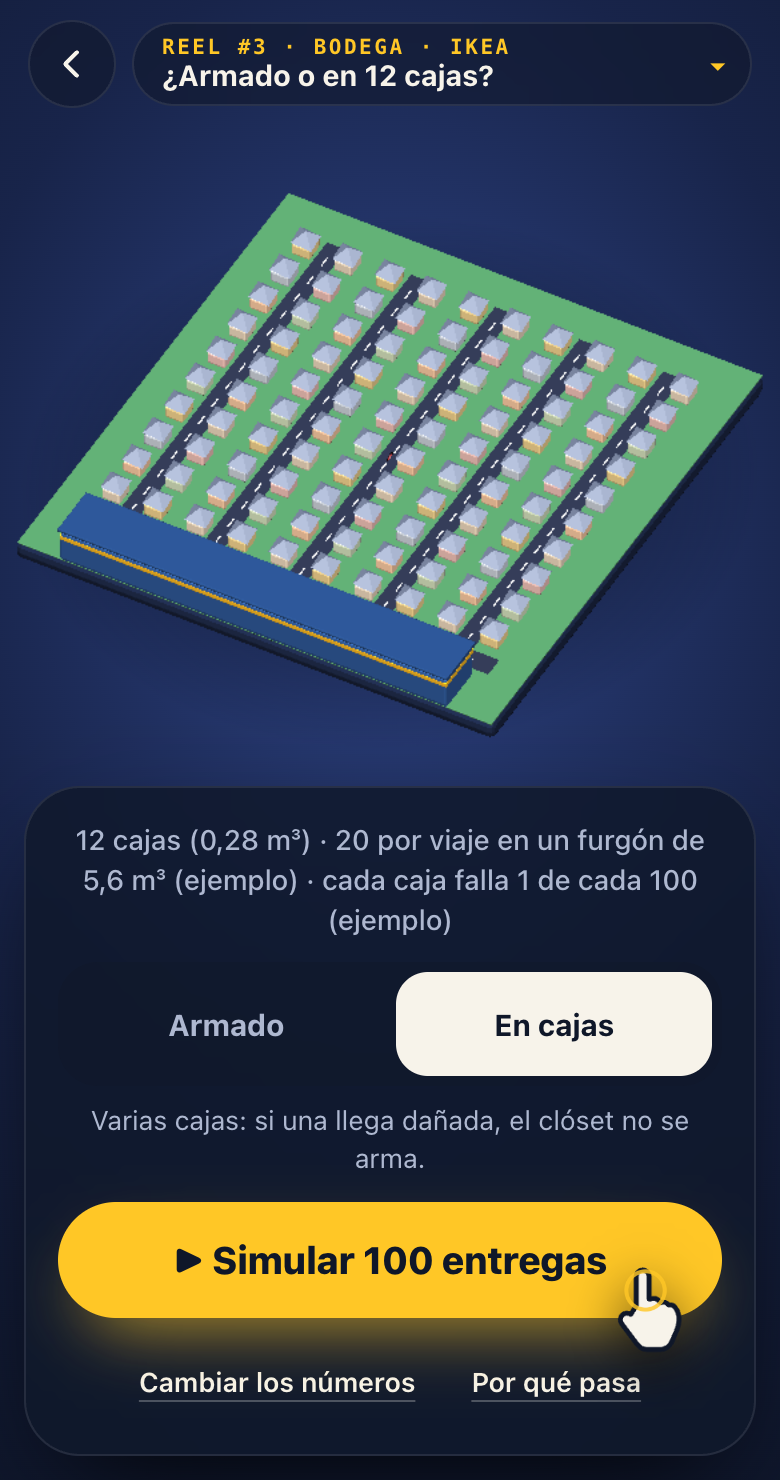 REEL #3 · BODEGA · IKEA
¿Armado o en 12 cajas?
12 cajas (0,28 m³) · 20 por viaje en un furgón de
5,6 m³ (ejemplo) · cada caja falla 1 de cada 100
(ejemplo)
Armado
En cajas
Varias cajas: si una llega dañada, el clóset no se
arma.
Simular 100 entregas
Cambiar los números
Por qué pasa